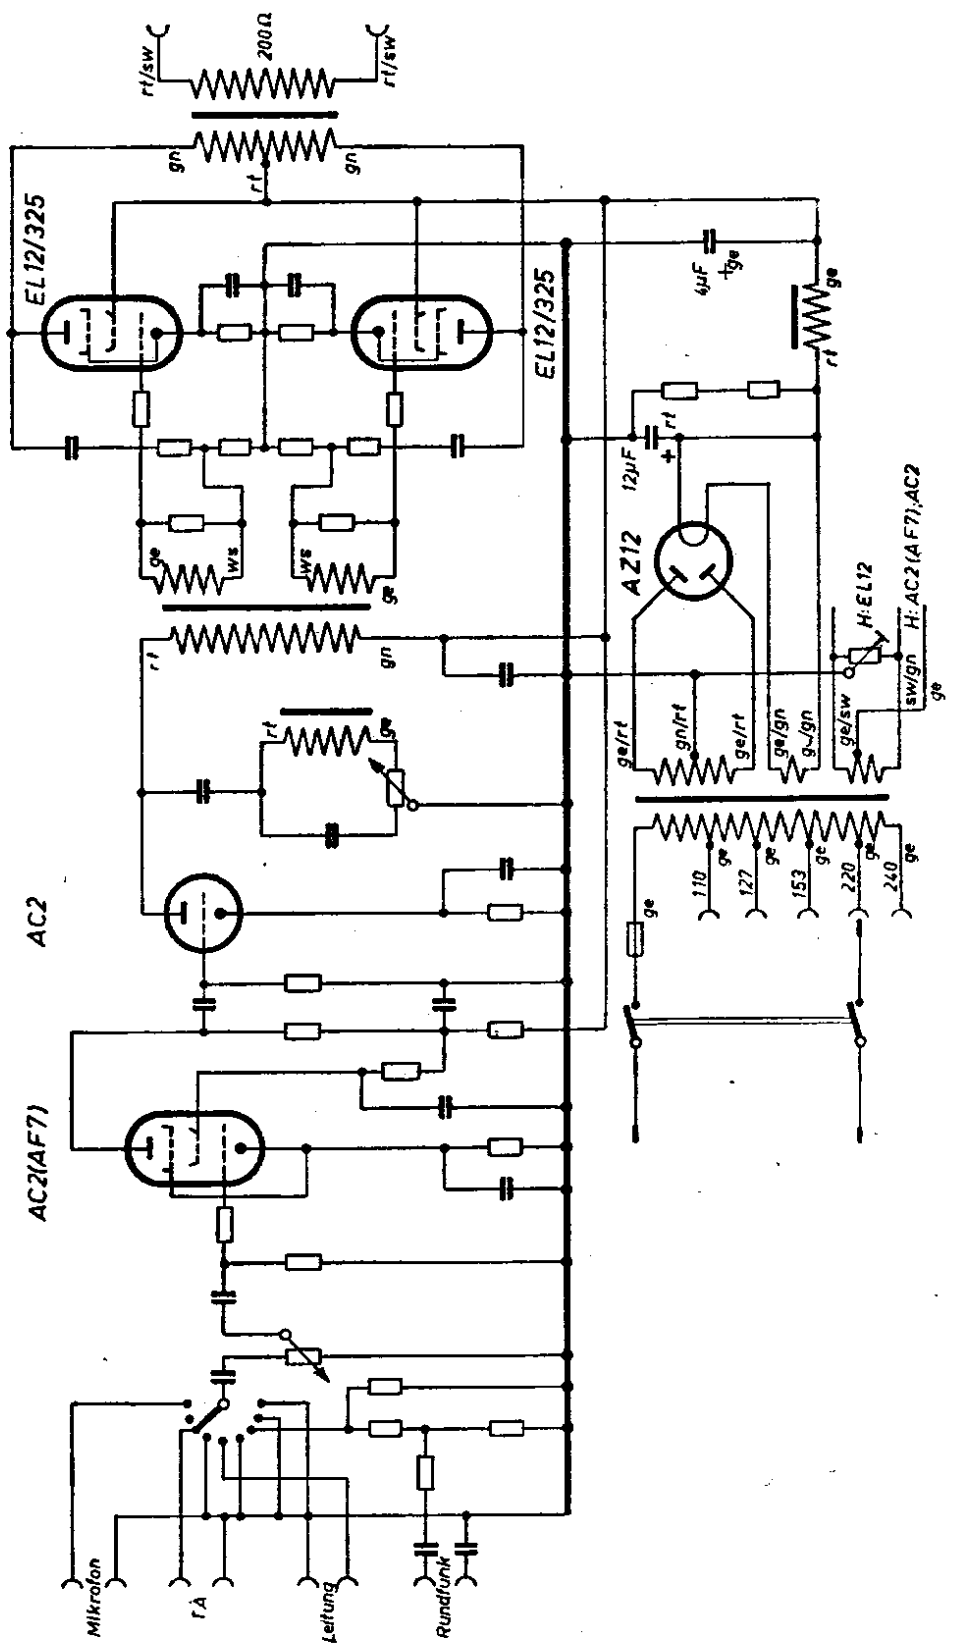 Mikrofon
TA
Leitung
Rundfunk
AC2(AF7)
AC2
rt
gn
rt
ge
ge
ws
ws
ge
EL12/325
EL12/325
gn
rt
gn
rt/sw
200Ω
rt/sw
4µF
+
ge
ge
rt
12µF
+
rt
AZ12
H:EL12
H: AC2(AF7);AC2
ge/rt
gn/rt
ge/rt
ge/gn
ge/gn
ge/sw
sw/gn
ge
ge
110
ge
127
ge
153
ge
220
ge
240
ge